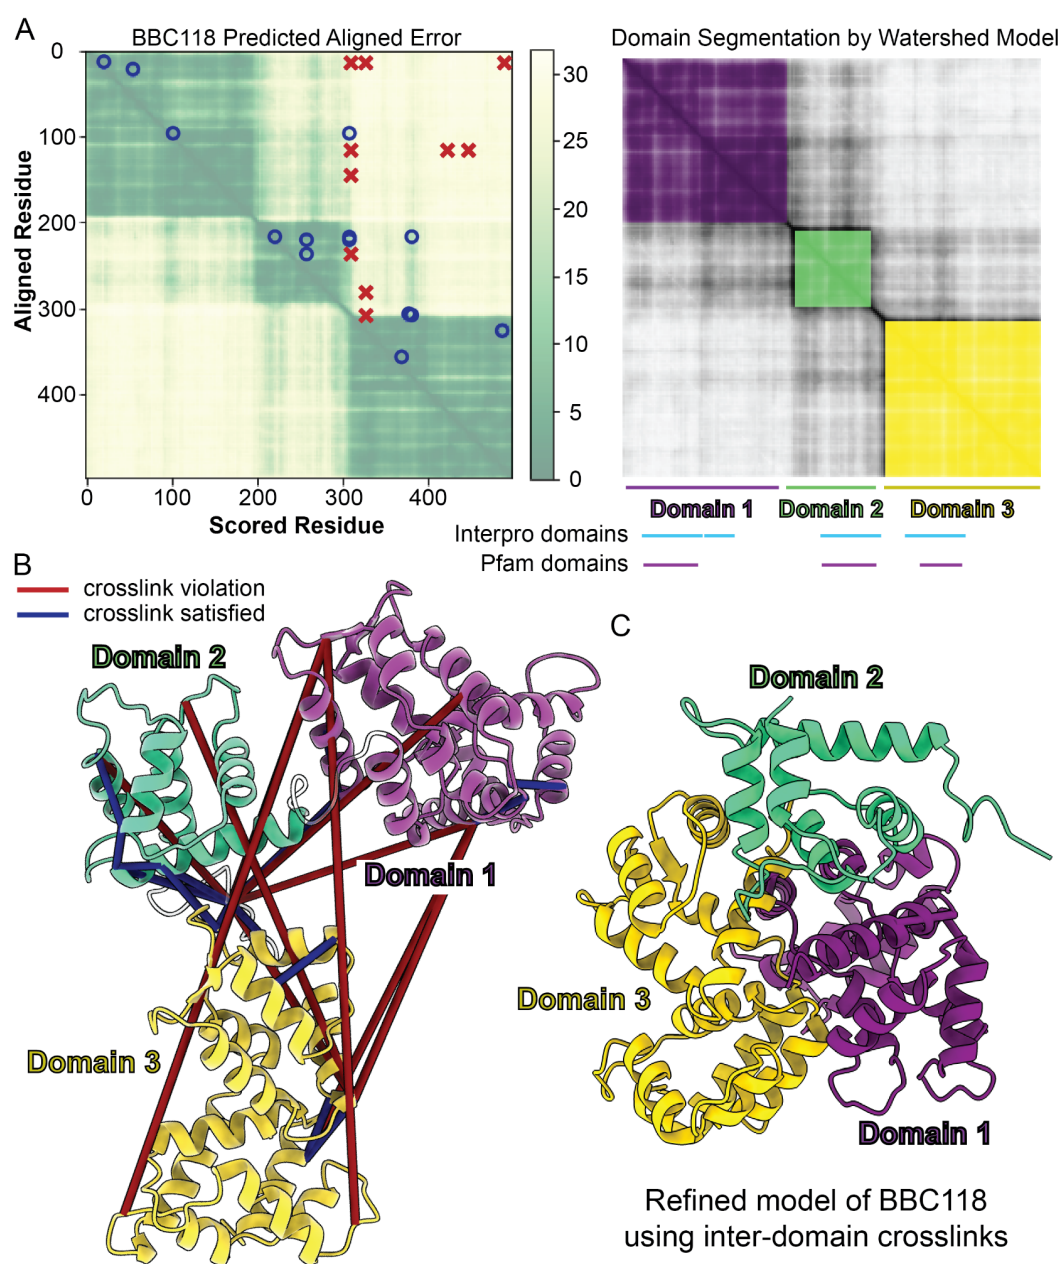 A
BBC118 Predicted Aligned Error
Domain Segmentation by Watershed Model
0
100
200
300
400
Aligned Residue
0
100
200
300
400
Scored Residue
30
25
20
15
10
5
0
Domain 1
Domain 2
Domain 3
Interpro domains
Pfam domains
B
crosslink violation
crosslink satisfied
Domain 2
Domain 1
Domain 3
C
Domain 2
Domain 3
Domain 1
Refined model of BBC118
using inter-domain crosslinks